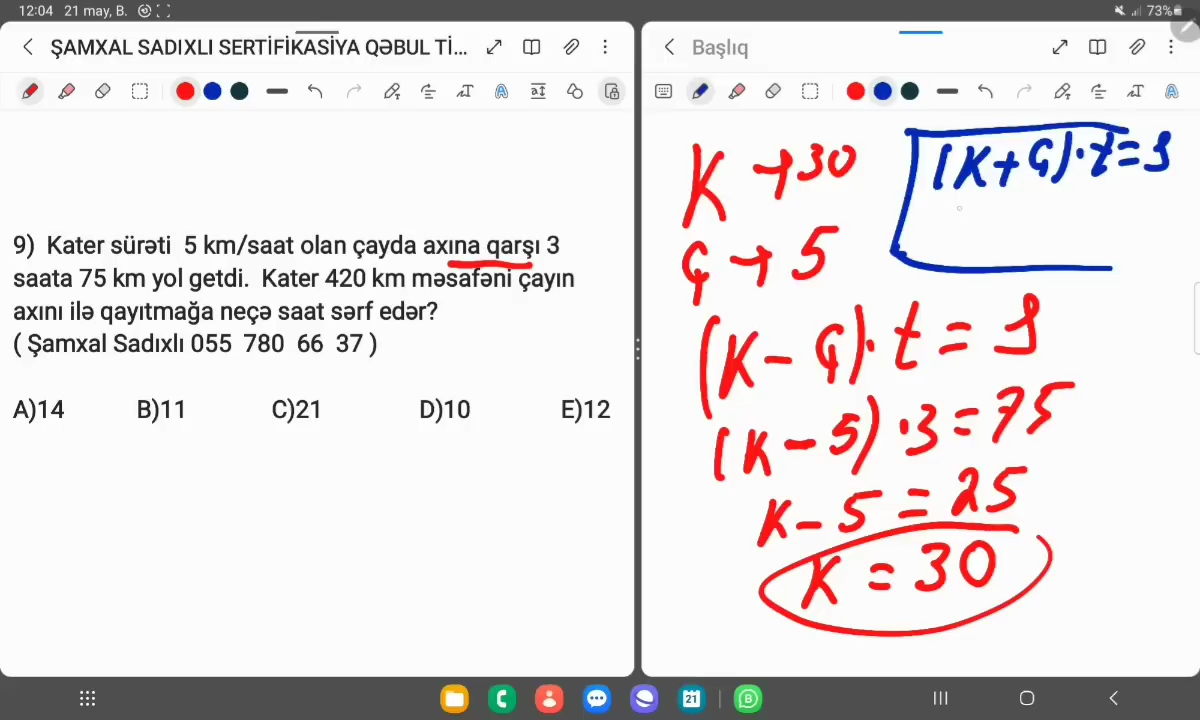 12:04 21 may, B. 73%
ŞAMXAL SADIXLI SERTİFİKASİYA QƏBUL Tİ...
9) Kater sürəti 5 km/saat olan çayda axına qarşı 3
saata 75 km yol getdi. Kater 420 km məsafəni çayın
axını ilə qayıtmağa neçə saat sərf edər?
( Şamxal Sadıxlı 055 780 66 37 )
A)14 B)11 C)21 D)10 E)12
Başlıq
K → 30
Ç → 5
(K+Ç)·t=S
(K-Ç)·t=S
(K-5)·3=75
K-5=25
K=30
21